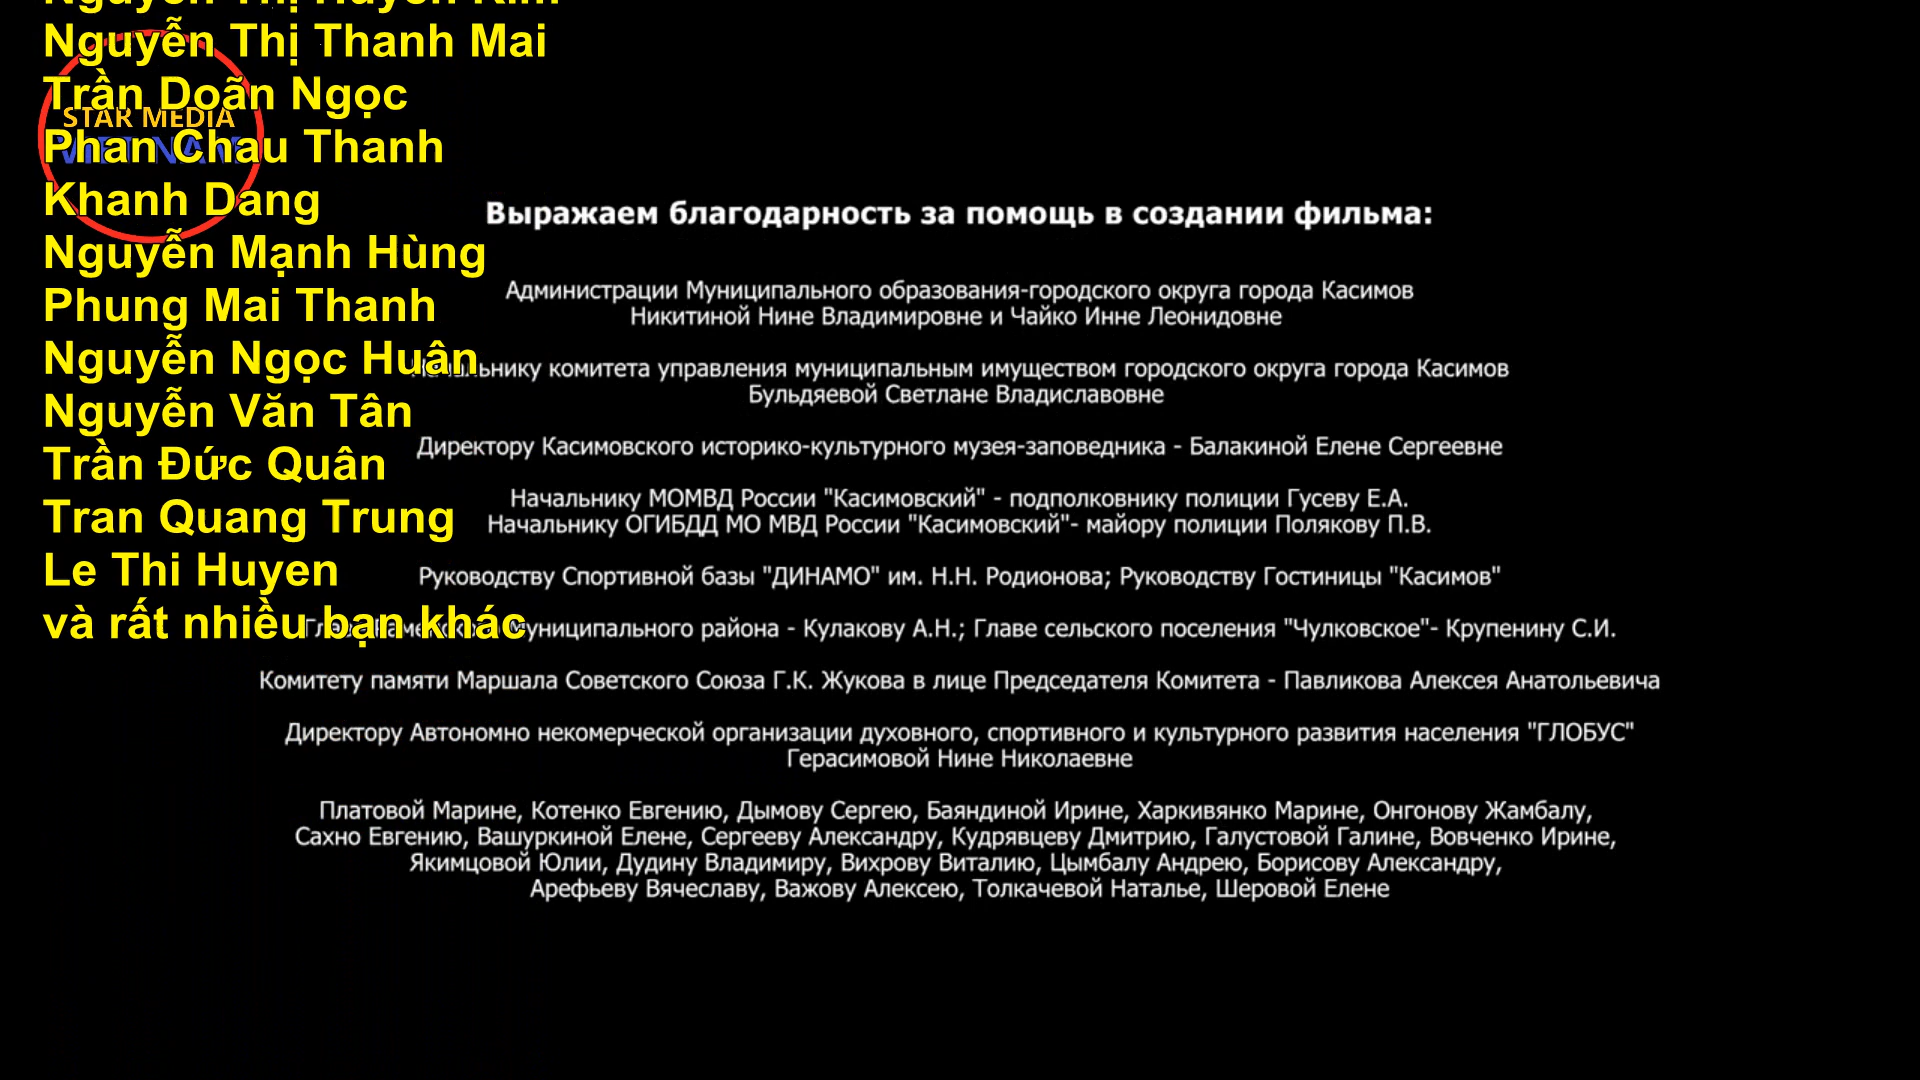 Nguyễn Thị Huyền Kim
Nguyễn Thị Thanh Mai
Trần Doãn Ngọc
STAR MEDIA
Phan Chau Thanh
Khanh Dang
Nguyễn Mạnh Hùng
Phung Mai Thanh
Nguyễn Ngọc Huân
Nguyễn Văn Tân
Trần Đức Quân
Tran Quang Trung
Le Thi Huyen
và rất nhiều bạn khác
Выражаем благодарность за помощь в создании фильма:
Администрации Муниципального образования-городского округа города Касимов
Никитиной Нине Владимировне и Чайко Инне Леонидовне
Начальнику комитета управления муниципальным имуществом городского округа города Касимов
Бульдяевой Светлане Владиславовне
Директору Касимовского историко-культурного музея-заповедника - Балакиной Елене Сергеевне
Начальнику МОМВД России "Касимовский" - подполковнику полиции Гусеву Е.А.
Начальнику ОГИБДД МО МВД России "Касимовский"- майору полиции Полякову П.В.
Руководству Спортивной базы "ДИНАМО" им. Н.Н. Родионова; Руководству Гостиницы "Касимов"
муниципального района - Кулакову А.Н.; Главе сельского поселения "Чулковское"- Крупенину С.И.
Комитету памяти Маршала Советского Союза Г.К. Жукова в лице Председателя Комитета - Павликова Алексея Анатольевича
Директору Автономно некомерческой организации духовного, спортивного и культурного развития населения "ГЛОБУС"
Герасимовой Нине Николаевне
Платовой Марине, Котенко Евгению, Дымову Сергею, Баяндиной Ирине, Харкивянко Марине, Онгонову Жамбалу,
Сахно Евгению, Вашуркиной Елене, Сергееву Александру, Кудрявцеву Дмитрию, Галустовой Галине, Вовченко Ирине,
Якимцовой Юлии, Дудину Владимиру, Вихрову Виталию, Цымбалу Андрею, Борисову Александру,
Арефьеву Вячеславу, Важову Алексею, Толкачевой Наталье, Шеровой Елене